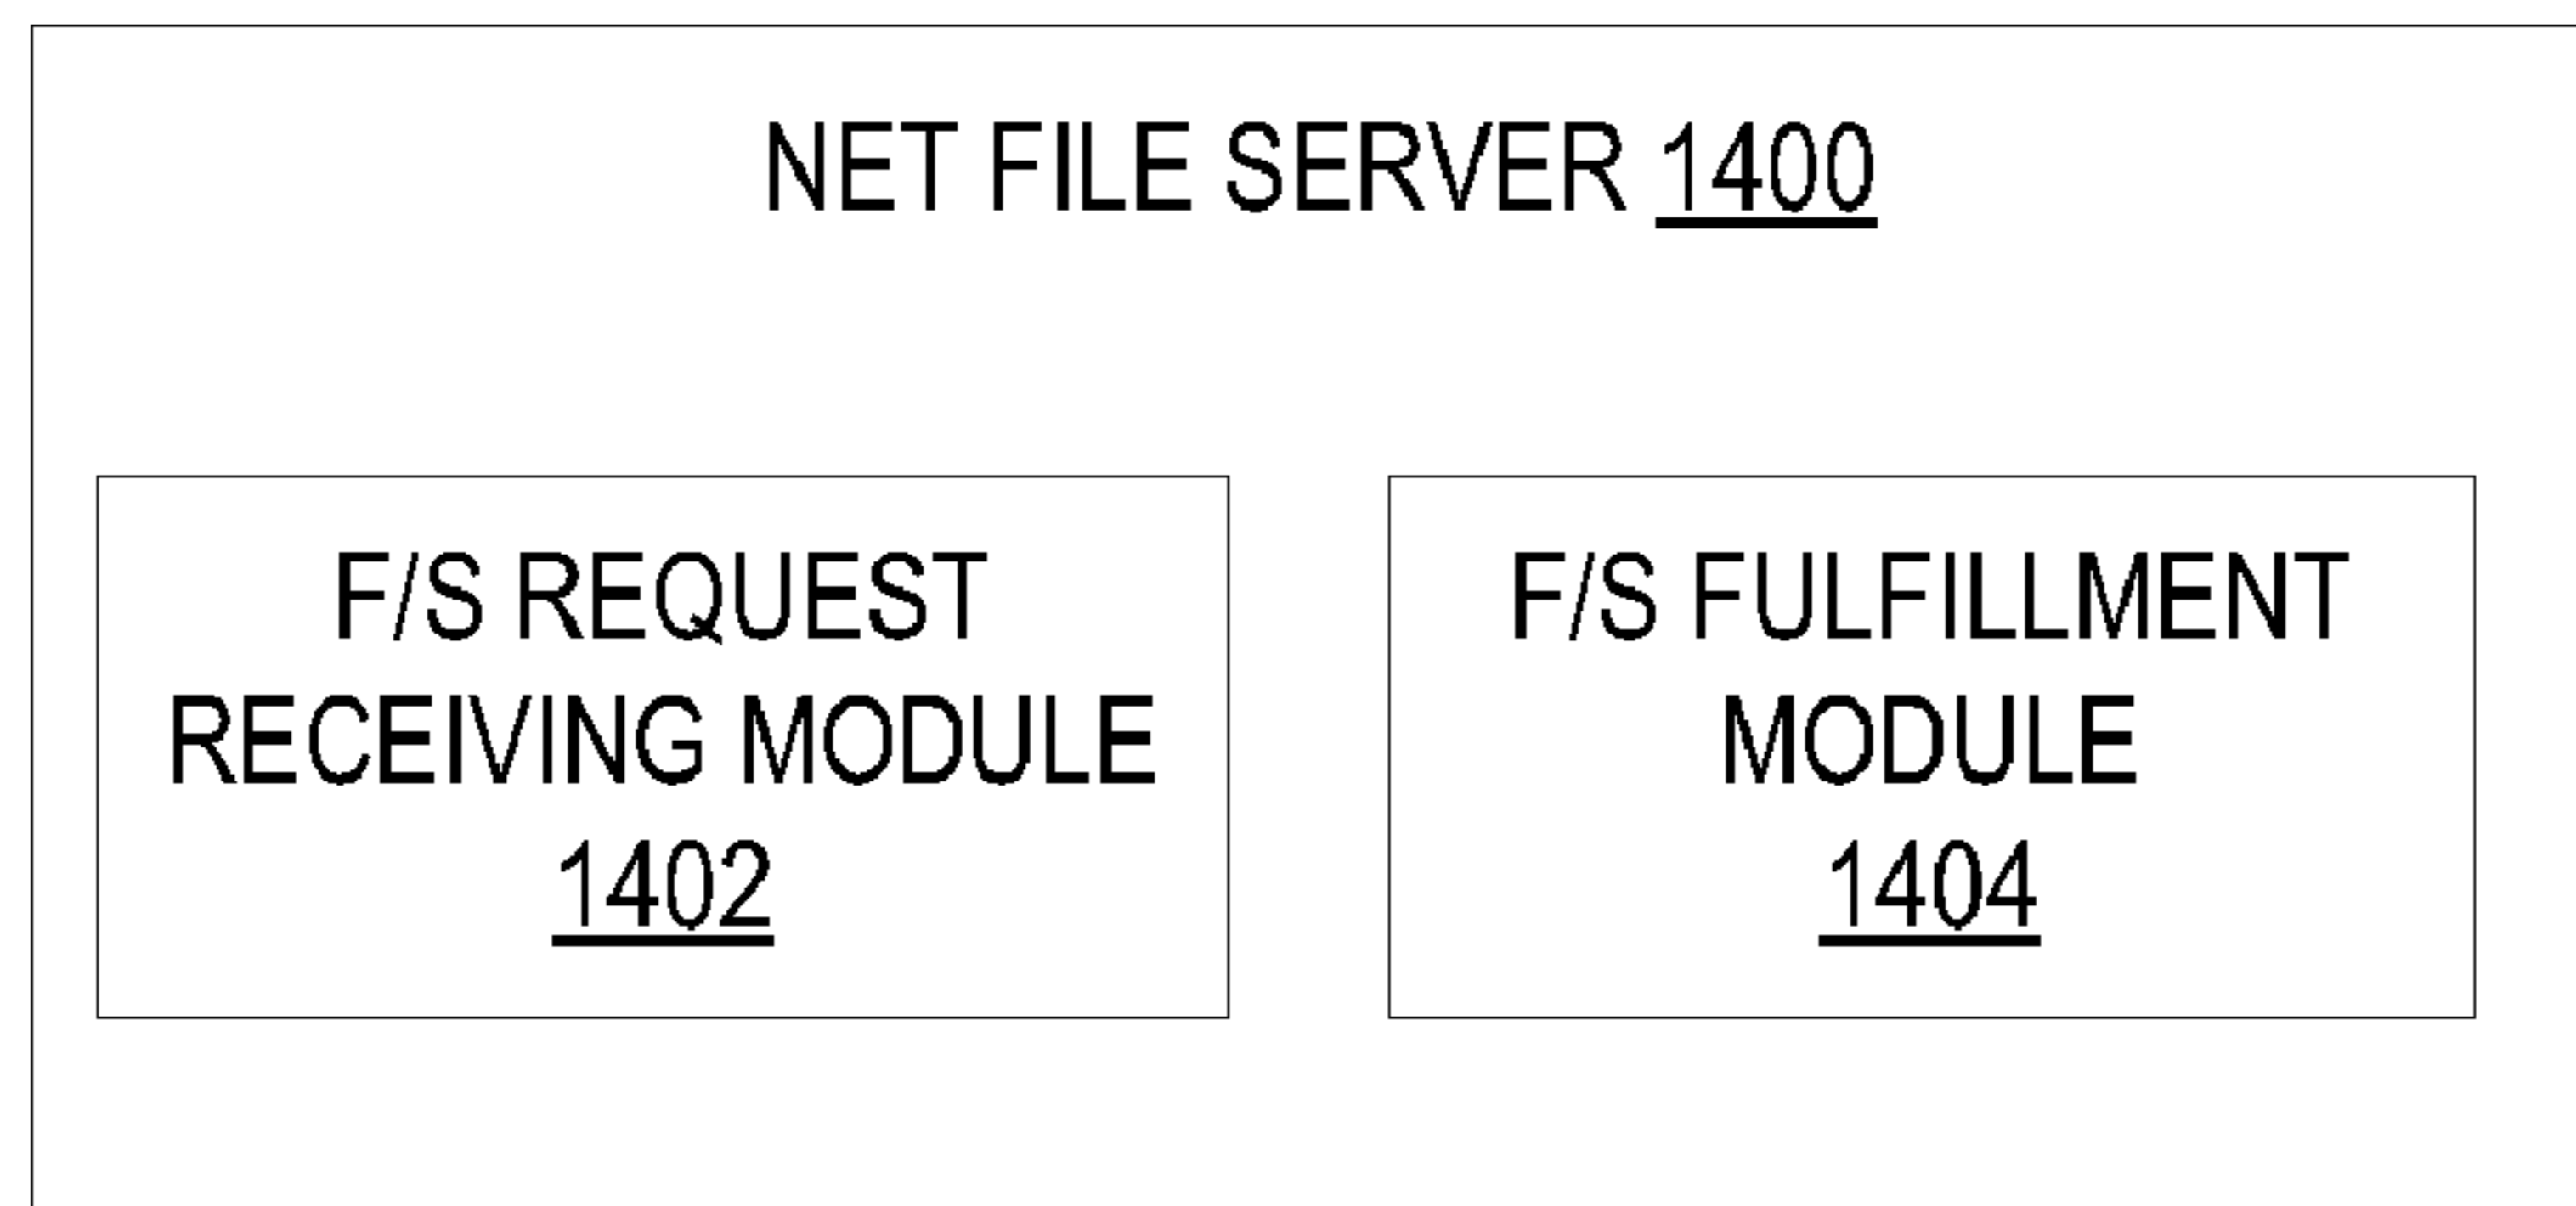 NET FILE SERVER 1400
F/S REQUEST
RECEIVING MODULE
1402
F/S FULFILLMENT
MODULE
1404